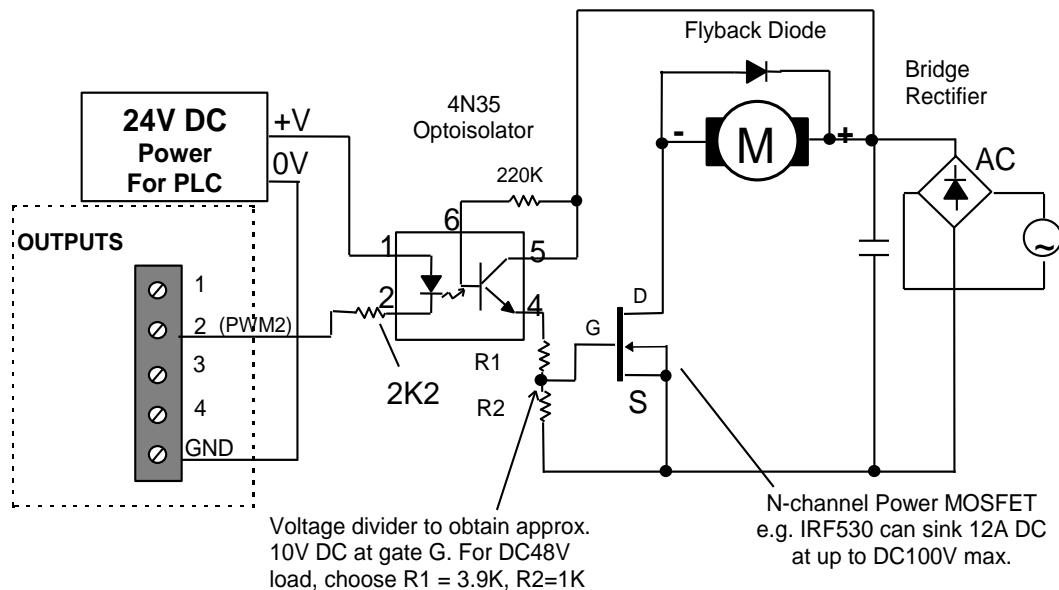 Flyback Diode
Bridge
Rectifier
4N35
Optoisolator
24V DC
Power
For PLC
+V
0V
220K
- M +
AC
~
OUTPUTS
6
1
5
2
4
1
2 (PWM2)
3
4
GND
2K2
R1
R2
D
G
S
Voltage divider to obtain approx.
10V DC at gate G. For DC48V
load, choose R1 = 3.9K, R2=1K
N-channel Power MOSFET
e.g. IRF530 can sink 12A DC
at up to DC100V max.